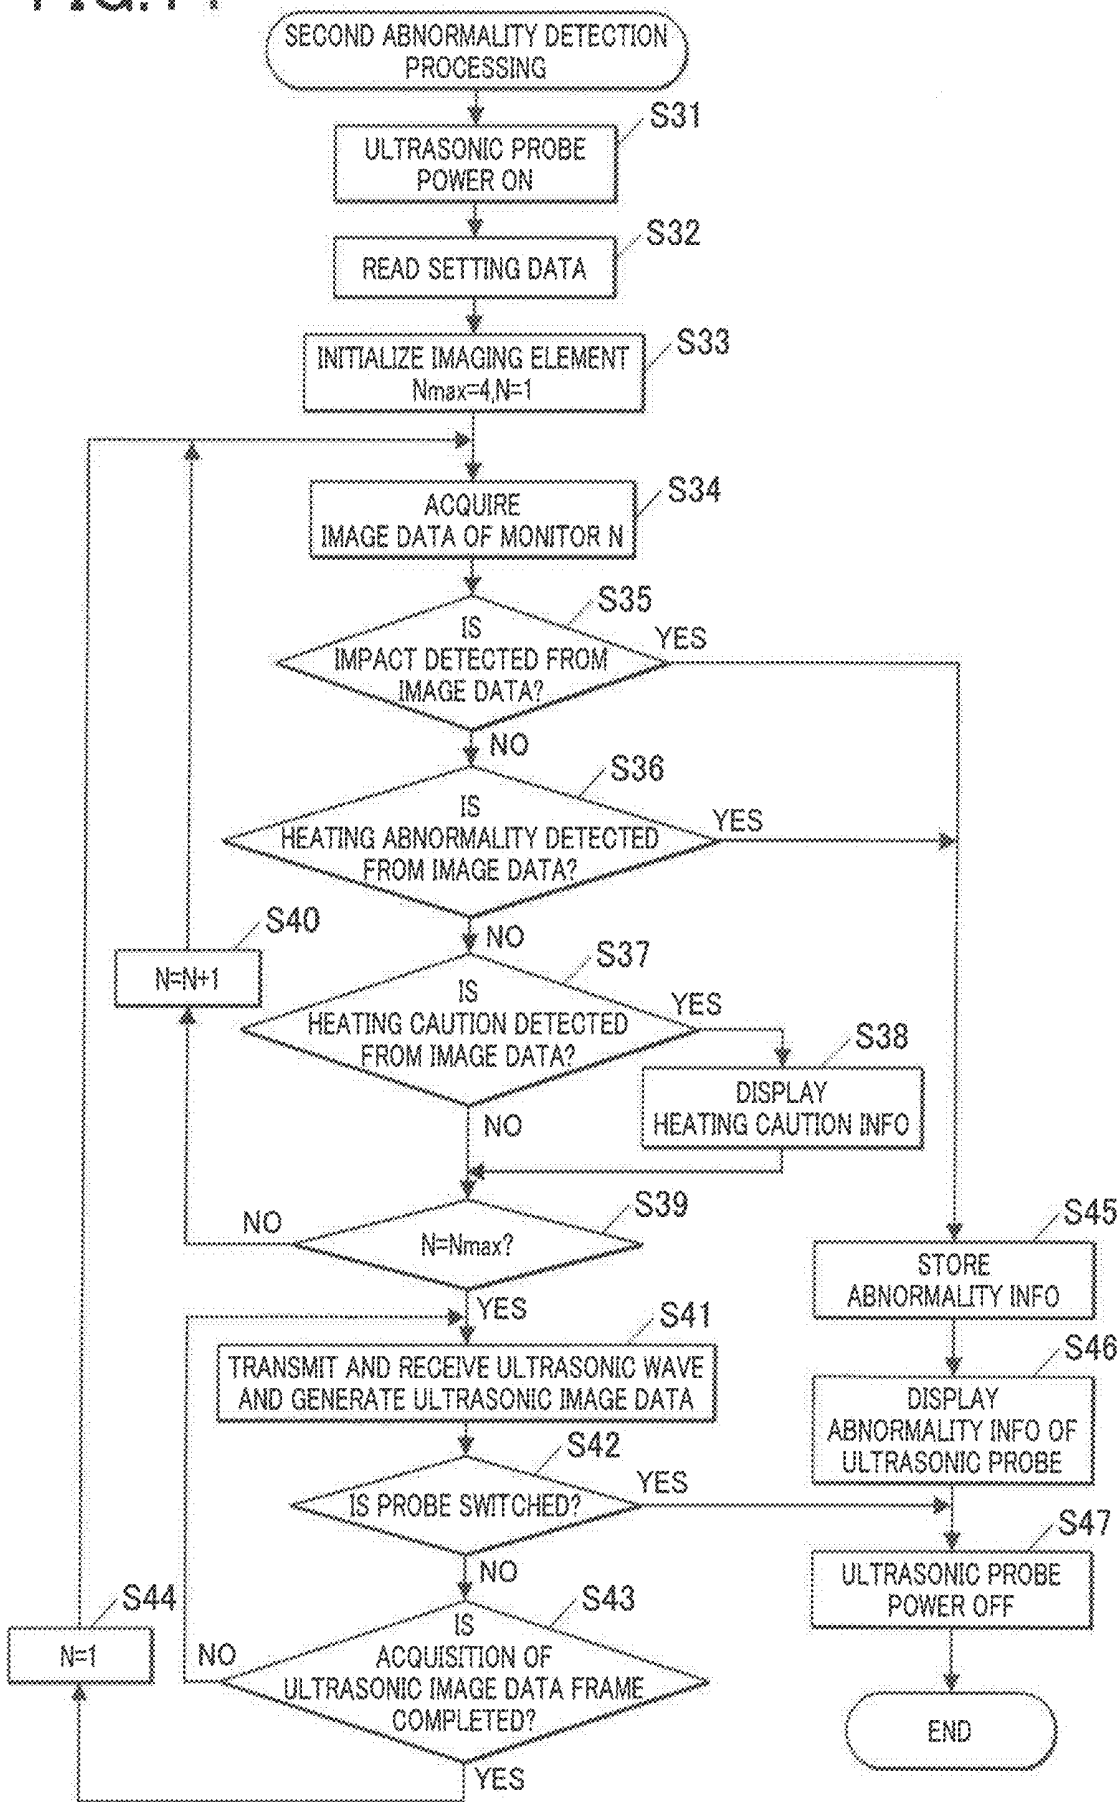 SECOND ABNORMALITY DETECTION
PROCESSING
S31
ULTRASONIC PROBE
POWER ON
S32
READ SETTING DATA
S33
INITIALIZE IMAGING ELEMENT
Nmax=4,N=1
S34
ACQUIRE
IMAGE DATA OF MONITOR N
S35
IS
IMPACT DETECTED FROM
IMAGE DATA?
YES
NO
S36
IS
HEATING ABNORMALITY DETECTED
FROM IMAGE DATA?
YES
NO
S40
N=N+1
S37
IS
HEATING CAUTION DETECTED
FROM IMAGE DATA?
YES
NO
S38
DISPLAY
HEATING CAUTION INFO
S39
N=Nmax?
NO
YES
S45
STORE
ABNORMALITY INFO
S41
TRANSMIT AND RECEIVE ULTRASONIC WAVE
AND GENERATE ULTRASONIC IMAGE DATA
S46
DISPLAY
ABNORMALITY INFO OF
ULTRASONIC PROBE
S42
IS PROBE SWITCHED?
YES
NO
S47
ULTRASONIC PROBE
POWER OFF
S44
N=1
S43
IS
ACQUISITION OF
ULTRASONIC IMAGE DATA FRAME
COMPLETED?
NO
YES
END